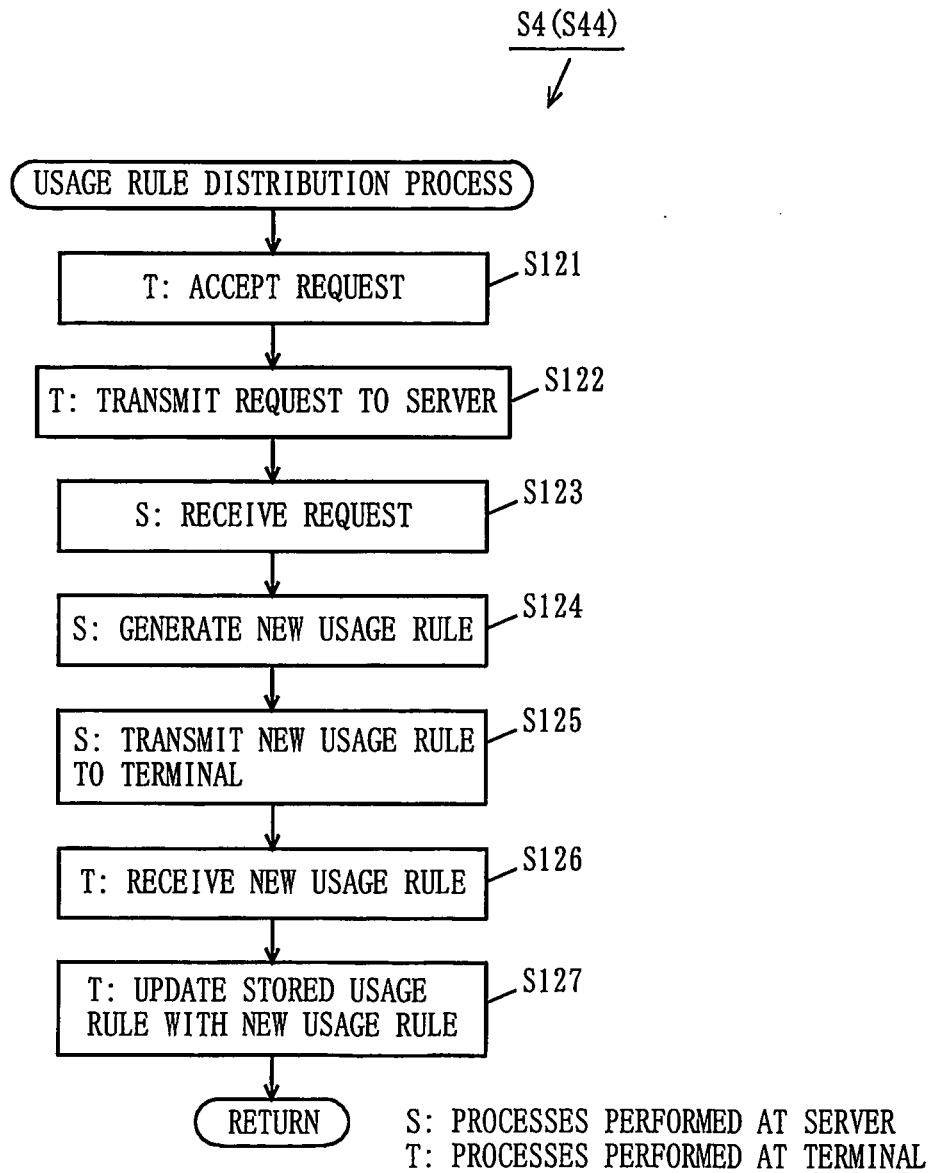 S4(S44)
USAGE RULE DISTRIBUTION PROCESS
T: ACCEPT REQUEST
S121
T: TRANSMIT REQUEST TO SERVER
S122
S: RECEIVE REQUEST
S123
S: GENERATE NEW USAGE RULE
S124
S: TRANSMIT NEW USAGE RULE
TO TERMINAL
S125
T: RECEIVE NEW USAGE RULE
S126
T: UPDATE STORED USAGE
RULE WITH NEW USAGE RULE
S127
RETURN
S: PROCESSES PERFORMED AT SERVER
T: PROCESSES PERFORMED AT TERMINAL